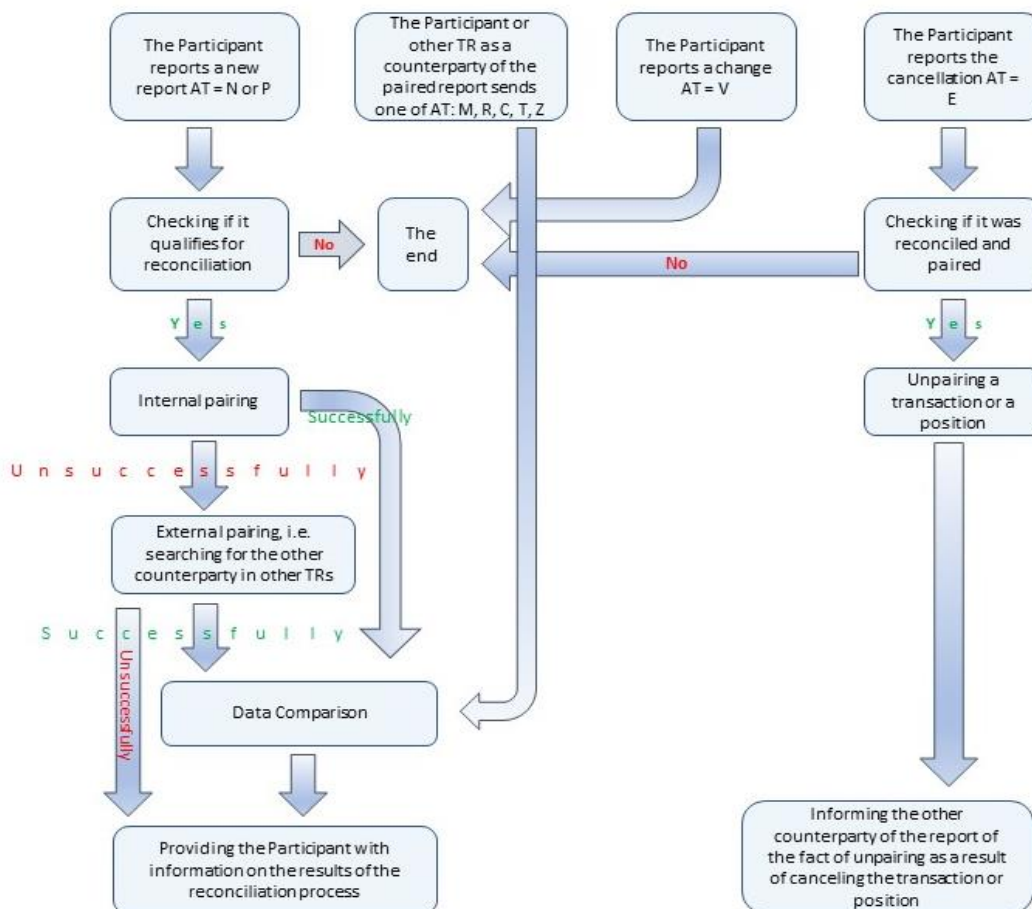 The Participant
reports a new
report AT = N or P
The Participant or
other TR as a
counterparty of the
paired report sends
one of AT: M, R, C, T, Z
The Participant
reports a change
AT = V
The Participant
reports the
cancellation AT =
E
Checking if it
qualifies for
reconciliation
No
The
end
No
Checking if it was
reconciled and
paired
Yes
Yes
Internal pairing
Successfully
Unpairing a
transaction or a
position
Unsuccessfully
External pairing, i.e.
searching for the other
counterparty in other TRs
Successfully
Unsuccessfully
Data Comparison
Providing the Participant with
information on the results of the
reconciliation process
Informing the other
counterparty of the report of
the fact of unpairing as a result
of canceling the transaction or
position